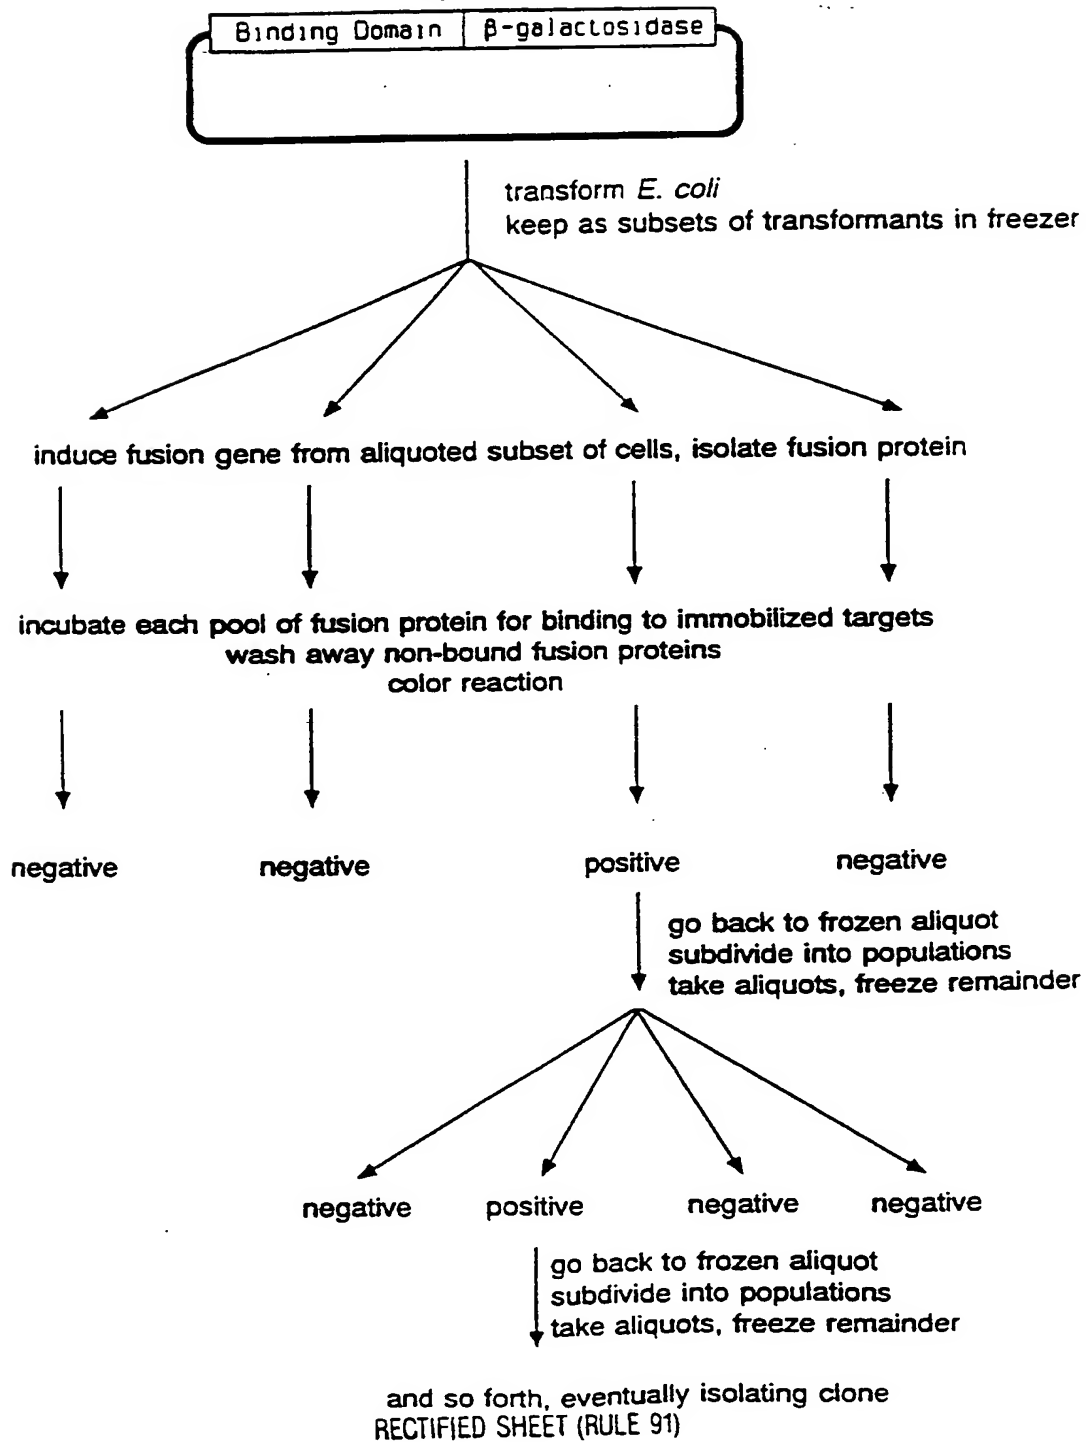 Binding Domain β-galactosidase
transform E. coli
keep as subsets of transformants in freezer
induce fusion gene from aliquoted subset of cells, isolate fusion protein
incubate each pool of fusion protein for binding to immobilized targets
wash away non-bound fusion proteins
color reaction
negative negative positive negative
go back to frozen aliquot
subdivide into populations
take aliquots, freeze remainder
negative positive negative negative
go back to frozen aliquot
subdivide into populations
take aliquots, freeze remainder
and so forth, eventually isolating clone
RECTIFIED SHEET (RULE 91)